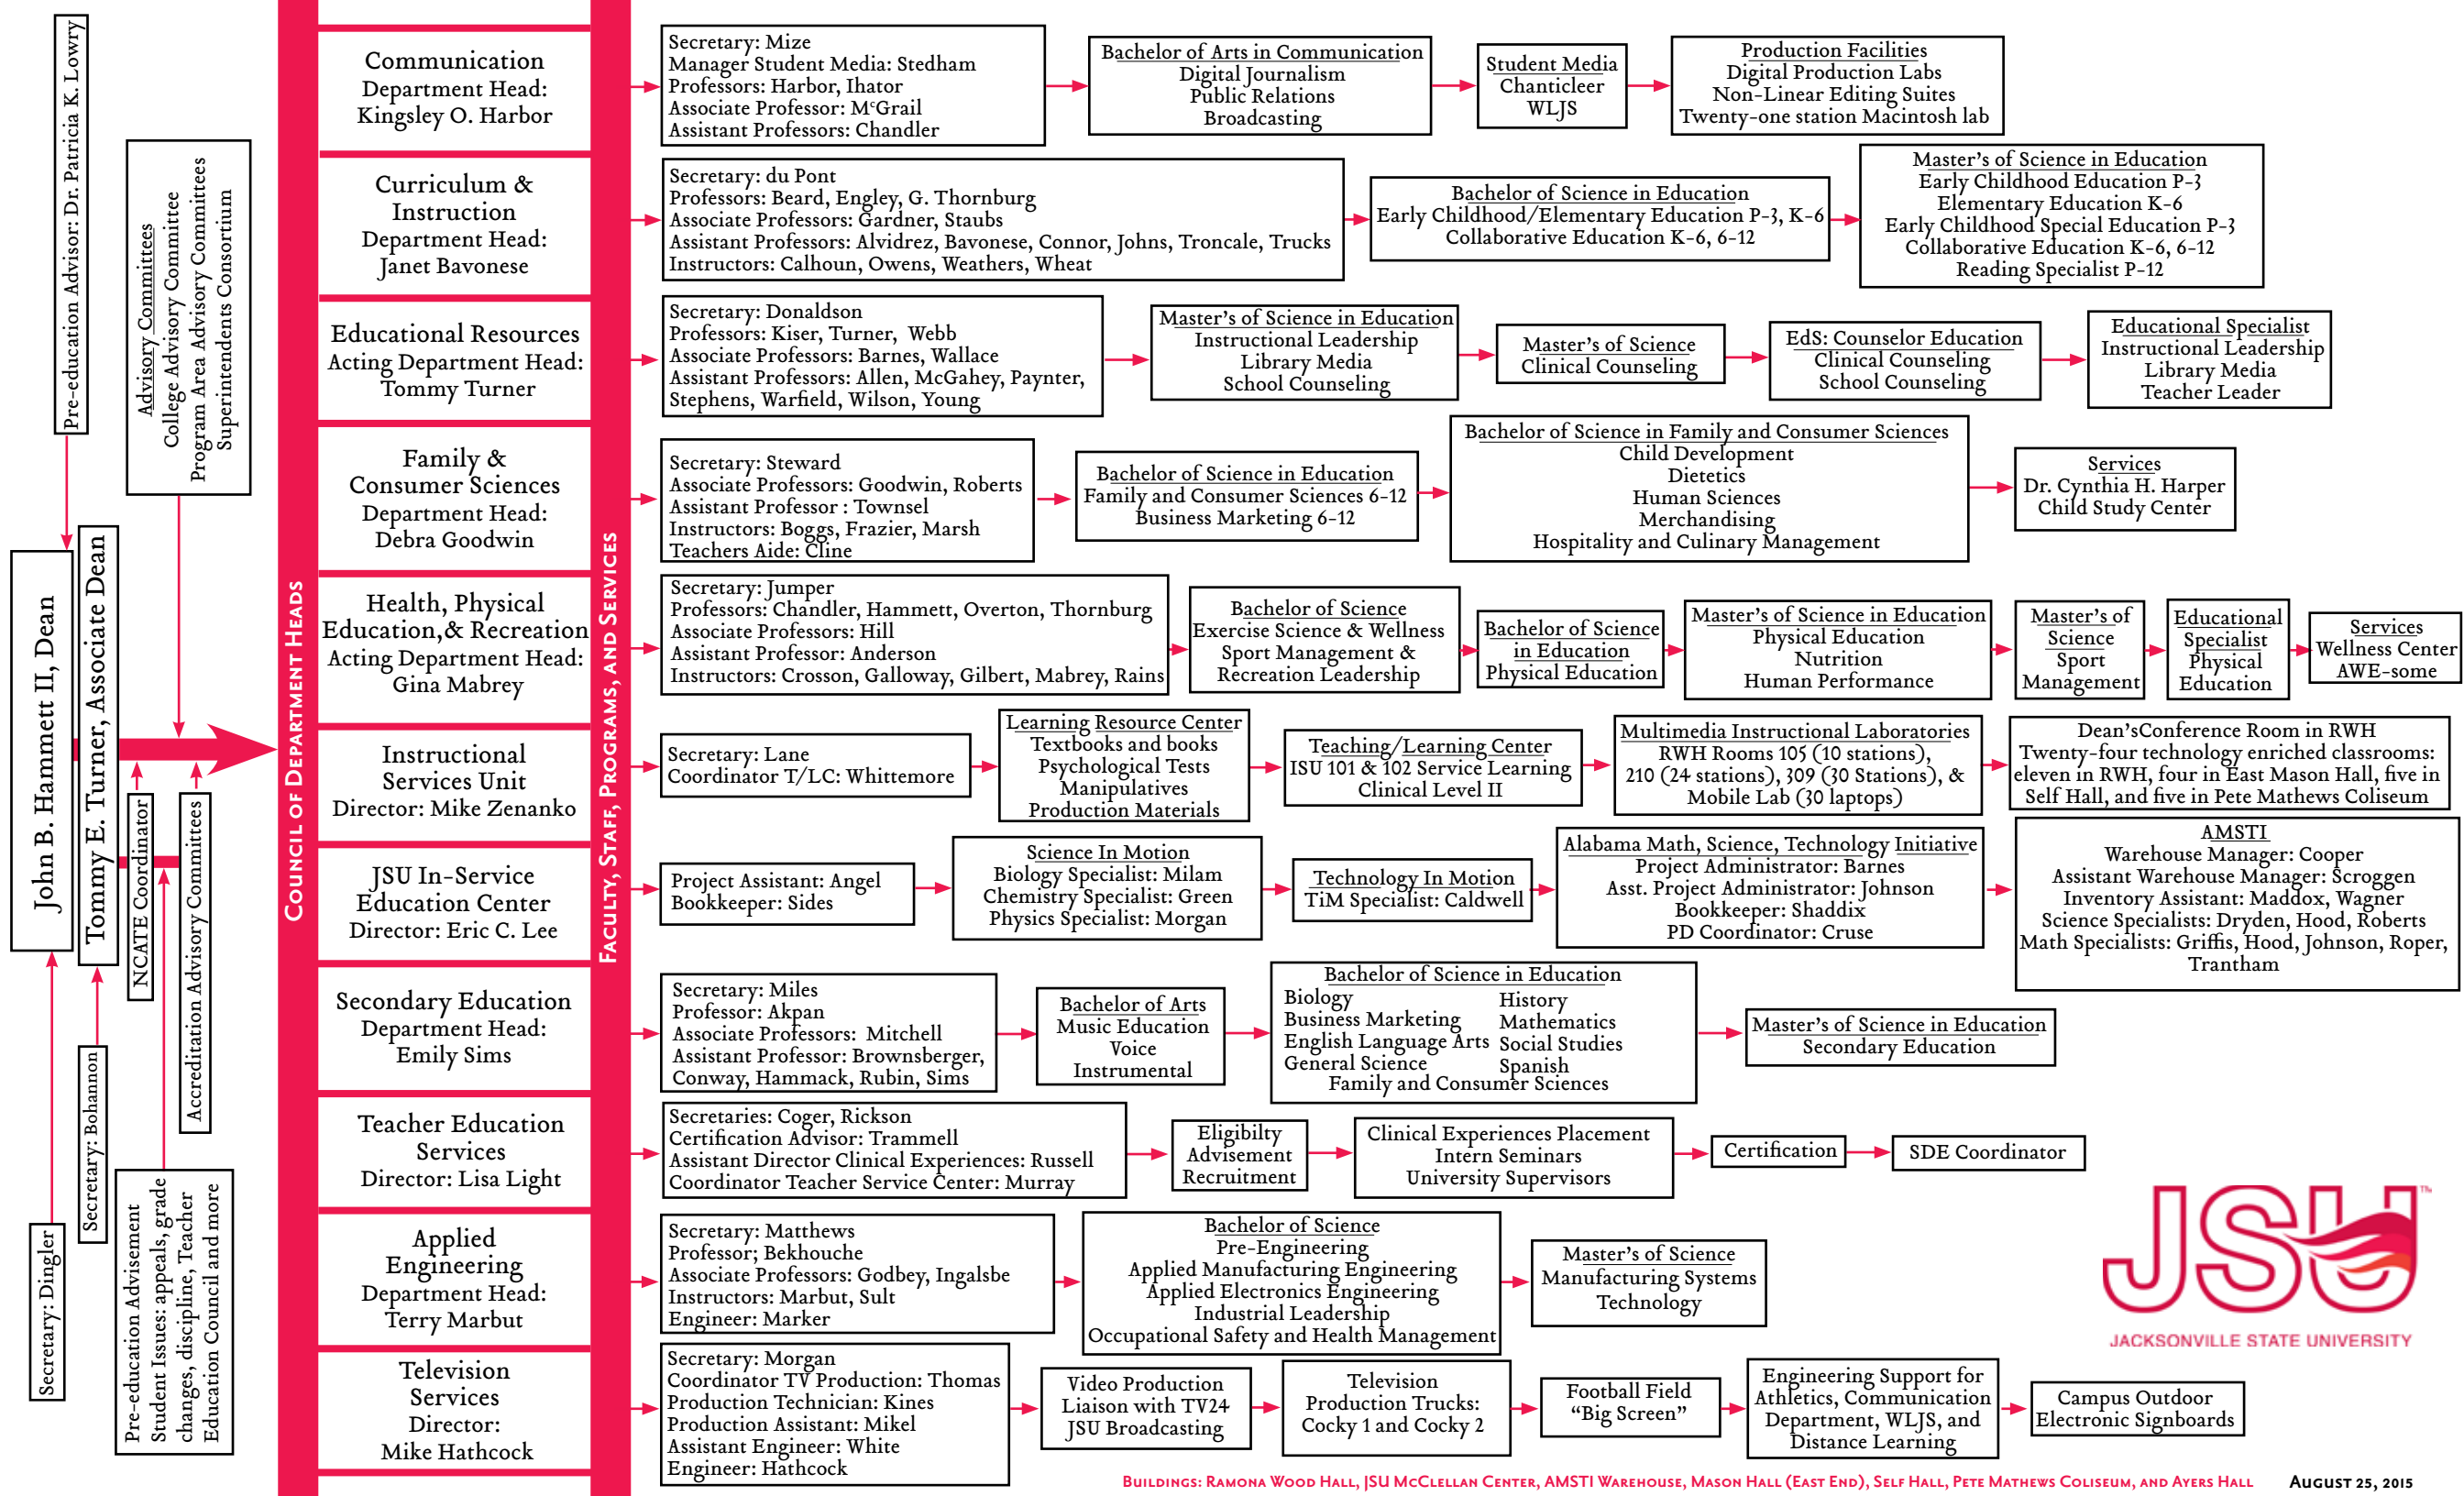 Pre-education Advisor: Dr. Patricia K. Lowry
Advisory Committees
College Advisory Committee
Program Area Advisory Committees
Superintendents Consortium
John B. Hammett II, Dean
Tommy E. Turner, Associate Dean
NCATE Coordinator
Accreditation Advisory Committees
Secretary: Bohannon
Secretary: Dingler
Pre-education Advisement
Student Issues: appeals, grade
changes, discipline, Teacher
Education Council and more
Council of Department Heads
Faculty, Staff, Programs, and Services
Communication
Department Head:
Kingsley O. Harbor
Secretary: Mize
Manager Student Media: Stedham
Professors: Harbor, Ihator
Associate Professor: McGrail
Assistant Professors: Chandler
Bachelor of Arts in Communication
Digital Journalism
Public Relations
Broadcasting
Student Media
Chanticleer
WLJS
Production Facilities
Digital Production Labs
Non-Linear Editing Suites
Twenty-one station Macintosh lab
Curriculum &
Instruction
Department Head:
Janet Bavonese
Secretary: du Pont
Professors: Beard, Engley, G. Thornburg
Associate Professors: Gardner, Staubs
Assistant Professors: Alvidrez, Bavonese, Connor, Johns, Troncale, Trucks
Instructors: Calhoun, Owens, Weathers, Wheat
Bachelor of Science in Education
Early Childhood/Elementary Education P-3, K-6
Collaborative Education K-6, 6-12
Master's of Science in Education
Early Childhood Education P-3
Elementary Education K-6
Early Childhood Special Education P-3
Collaborative Education K-6, 6-12
Reading Specialist P-12
Educational Resources
Acting Department Head:
Tommy Turner
Secretary: Donaldson
Professors: Kiser, Turner, Webb
Associate Professors: Barnes, Wallace
Assistant Professors: Allen, McGahey, Paynter,
Stephens, Warfield, Wilson, Young
Master's of Science in Education
Instructional Leadership
Library Media
School Counseling
Master's of Science
Clinical Counseling
EdS: Counselor Education
Clinical Counseling
School Counseling
Educational Specialist
Instructional Leadership
Library Media
Teacher Leader
Family &
Consumer Sciences
Department Head:
Debra Goodwin
Secretary: Steward
Associate Professors: Goodwin, Roberts
Assistant Professor : Townsel
Instructors: Boggs, Frazier, Marsh
Teachers Aide: Cline
Bachelor of Science in Education
Family and Consumer Sciences 6-12
Business Marketing 6-12
Bachelor of Science in Family and Consumer Sciences
Child Development
Dietetics
Human Sciences
Merchandising
Hospitality and Culinary Management
Services
Dr. Cynthia H. Harper
Child Study Center
Health, Physical
Education,& Recreation
Acting Department Head:
Gina Mabrey
Secretary: Jumper
Professors: Chandler, Hammett, Overton, Thornburg
Associate Professors: Hill
Assistant Professor: Anderson
Instructors: Crosson, Galloway, Gilbert, Mabrey, Rains
Bachelor of Science
Exercise Science & Wellness
Sport Management &
Recreation Leadership
Bachelor of Science
in Education
Physical Education
Master's of Science in Education
Physical Education
Nutrition
Human Performance
Master's of
Science
Sport
Management
Educational
Specialist
Physical
Education
Services
Wellness Center
AWE-some
Instructional
Services Unit
Director: Mike Zenanko
Secretary: Lane
Coordinator T/LC: Whittemore
Learning Resource Center
Textbooks and books
Psychological Tests
Manipulatives
Production Materials
Teaching/Learning Center
ISU 101 & 102 Service Learning
Clinical Level II
Multimedia Instructional Laboratories
RWH Rooms 105 (10 stations),
210 (24 stations), 309 (30 Stations), &
Mobile Lab (30 laptops)
Dean'sConference Room in RWH
Twenty-four technology enriched classrooms:
eleven in RWH, four in East Mason Hall, five in
Self Hall, and five in Pete Mathews Coliseum
JSU In-Service
Education Center
Director: Eric C. Lee
Project Assistant: Angel
Bookkeeper: Sides
Science In Motion
Biology Specialist: Milam
Chemistry Specialist: Green
Physics Specialist: Morgan
Technology In Motion
TiM Specialist: Caldwell
Alabama Math, Science, Technology Initiative
Project Administrator: Barnes
Asst. Project Administrator: Johnson
Bookkeeper: Shaddix
PD Coordinator: Cruse
AMSTI
Warehouse Manager: Cooper
Assistant Warehouse Manager: Scroggen
Inventory Assistant: Maddox, Wagner
Science Specialists: Dryden, Hood, Roberts
Math Specialists: Griffis, Hood, Johnson, Roper,
Trantham
Secondary Education
Department Head:
Emily Sims
Secretary: Miles
Professor: Akpan
Associate Professors: Mitchell
Assistant Professor: Brownsberger,
Conway, Hammack, Rubin, Sims
Bachelor of Arts
Music Education
Voice
Instrumental
Bachelor of Science in Education
Biology
Business Marketing
English Language Arts
General Science
History
Mathematics
Social Studies
Spanish
Family and Consumer Sciences
Master's of Science in Education
Secondary Education
Teacher Education
Services
Director: Lisa Light
Secretaries: Coger, Rickson
Certification Advisor: Trammell
Assistant Director Clinical Experiences: Russell
Coordinator Teacher Service Center: Murray
Eligibilty
Advisement
Recruitment
Clinical Experiences Placement
Intern Seminars
University Supervisors
Certification
SDE Coordinator
Applied
Engineering
Department Head:
Terry Marbut
Secretary: Matthews
Professor; Bekhouche
Associate Professors: Godbey, Ingalsbe
Instructors: Marbut, Sult
Engineer: Marker
Bachelor of Science
Pre-Engineering
Applied Manufacturing Engineering
Applied Electronics Engineering
Industrial Leadership
Occupational Safety and Health Management
Master's of Science
Manufacturing Systems
Technology
Television
Services
Director:
Mike Hathcock
Secretary: Morgan
Coordinator TV Production: Thomas
Production Technician: Kines
Production Assistant: Mikel
Assistant Engineer: White
Engineer: Hathcock
Video Production
Liaison with TV24
JSU Broadcasting
Television
Production Trucks:
Cocky 1 and Cocky 2
Football Field
“Big Screen”
Engineering Support for
Athletics, Communication
Department, WLJS, and
Distance Learning
Campus Outdoor
Electronic Signboards
JSU TM
JACKSONVILLE STATE UNIVERSITY
Buildings: Ramona Wood Hall, JSU McClellan Center, AMSTI Warehouse, Mason Hall (East End), Self Hall, Pete Mathews Coliseum, and Ayers Hall August 25, 2015